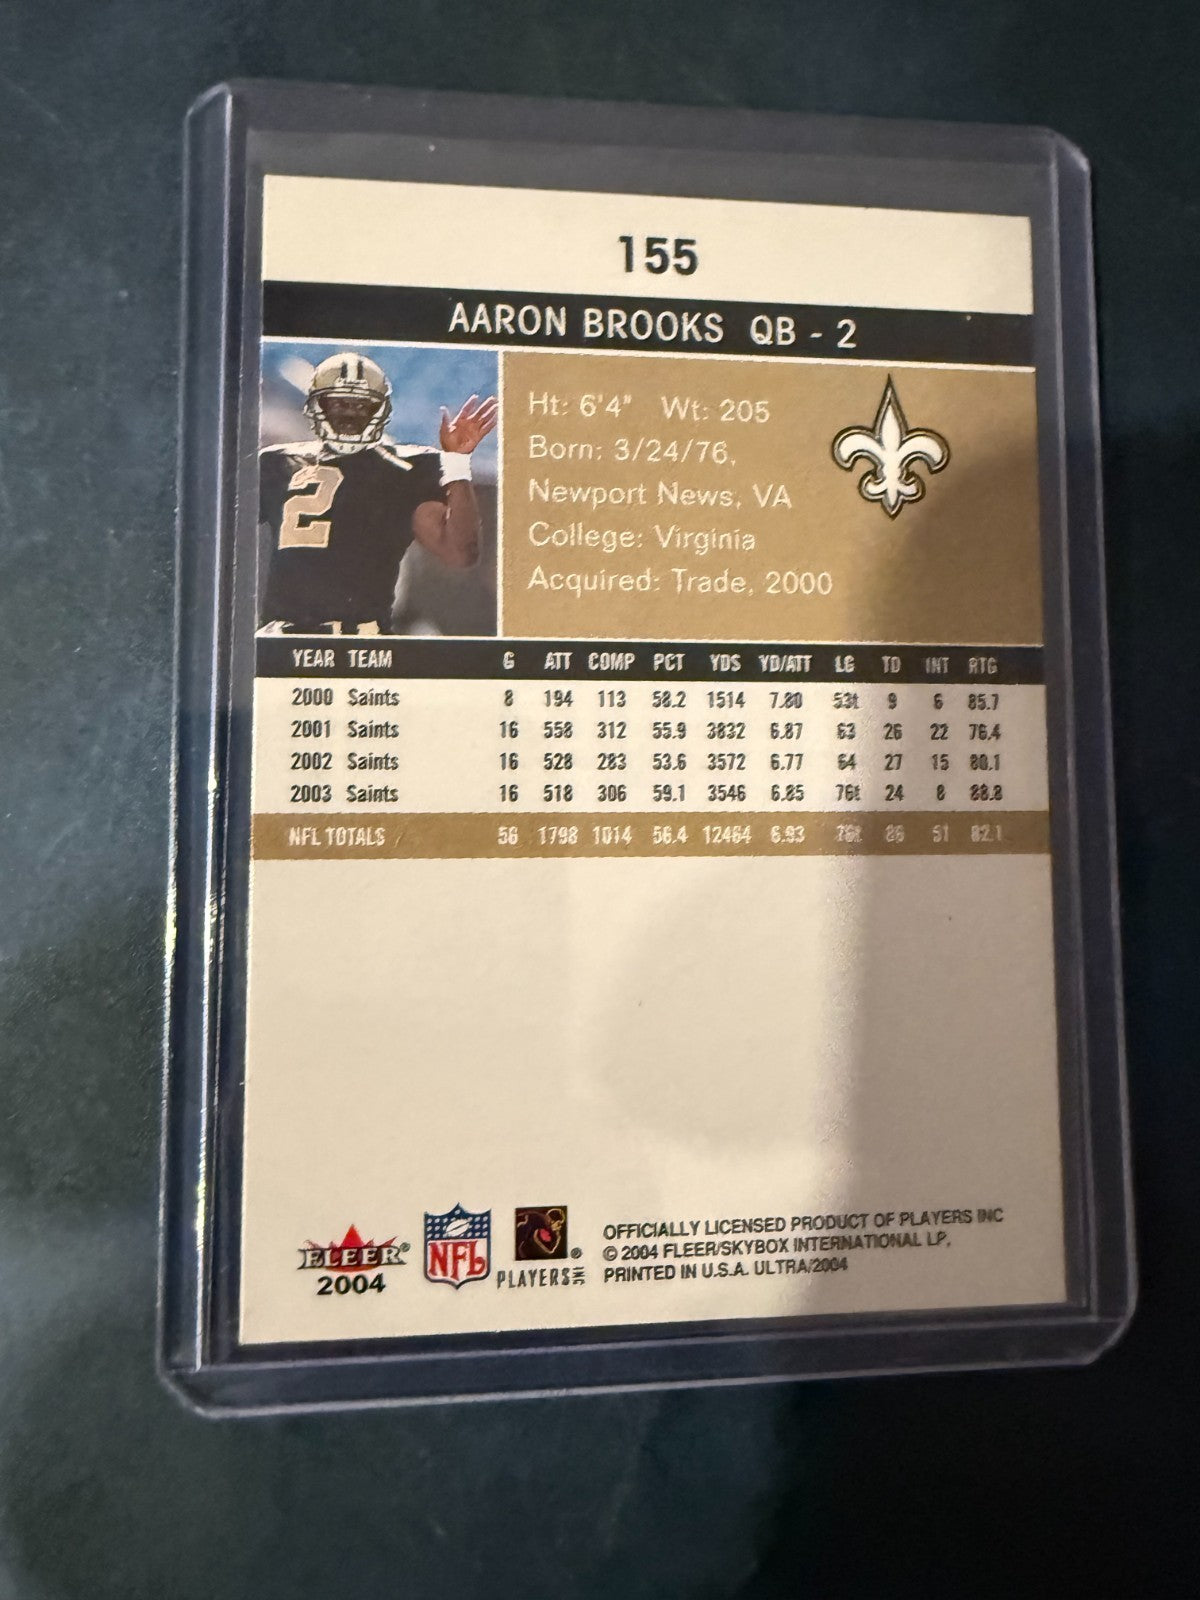 155
AARON BROOKS QB - 2
2
Ht: 6'4" Wt: 205
Born: 3/24/76,
Newport News, VA
College: Virginia
Acquired: Trade, 2000
YEAR TEAM G ATT COMP PCT YDS YD/ATT LG TD INT RTG
2000 Saints 8 194 113 58.2 1514 7.80 53t 9 6 85.7
2001 Saints 16 558 312 55.9 3832 6.87 63 26 22 76.4
2002 Saints 16 528 283 53.6 3572 6.77 64 27 15 80.1
2003 Saints 16 518 306 59.1 3546 6.85 76t 24 8 88.8
NFL TOTALS 56 1798 1014 56.4 12464 6.93 76t 86 51 82.1
FLEER®
2004
NFL
®
PLAYERS INC
OFFICIALLY LICENSED PRODUCT OF PLAYERS INC
© 2004 FLEER/SKYBOX INTERNATIONAL LP.
PRINTED IN U.S.A. ULTRA/2004